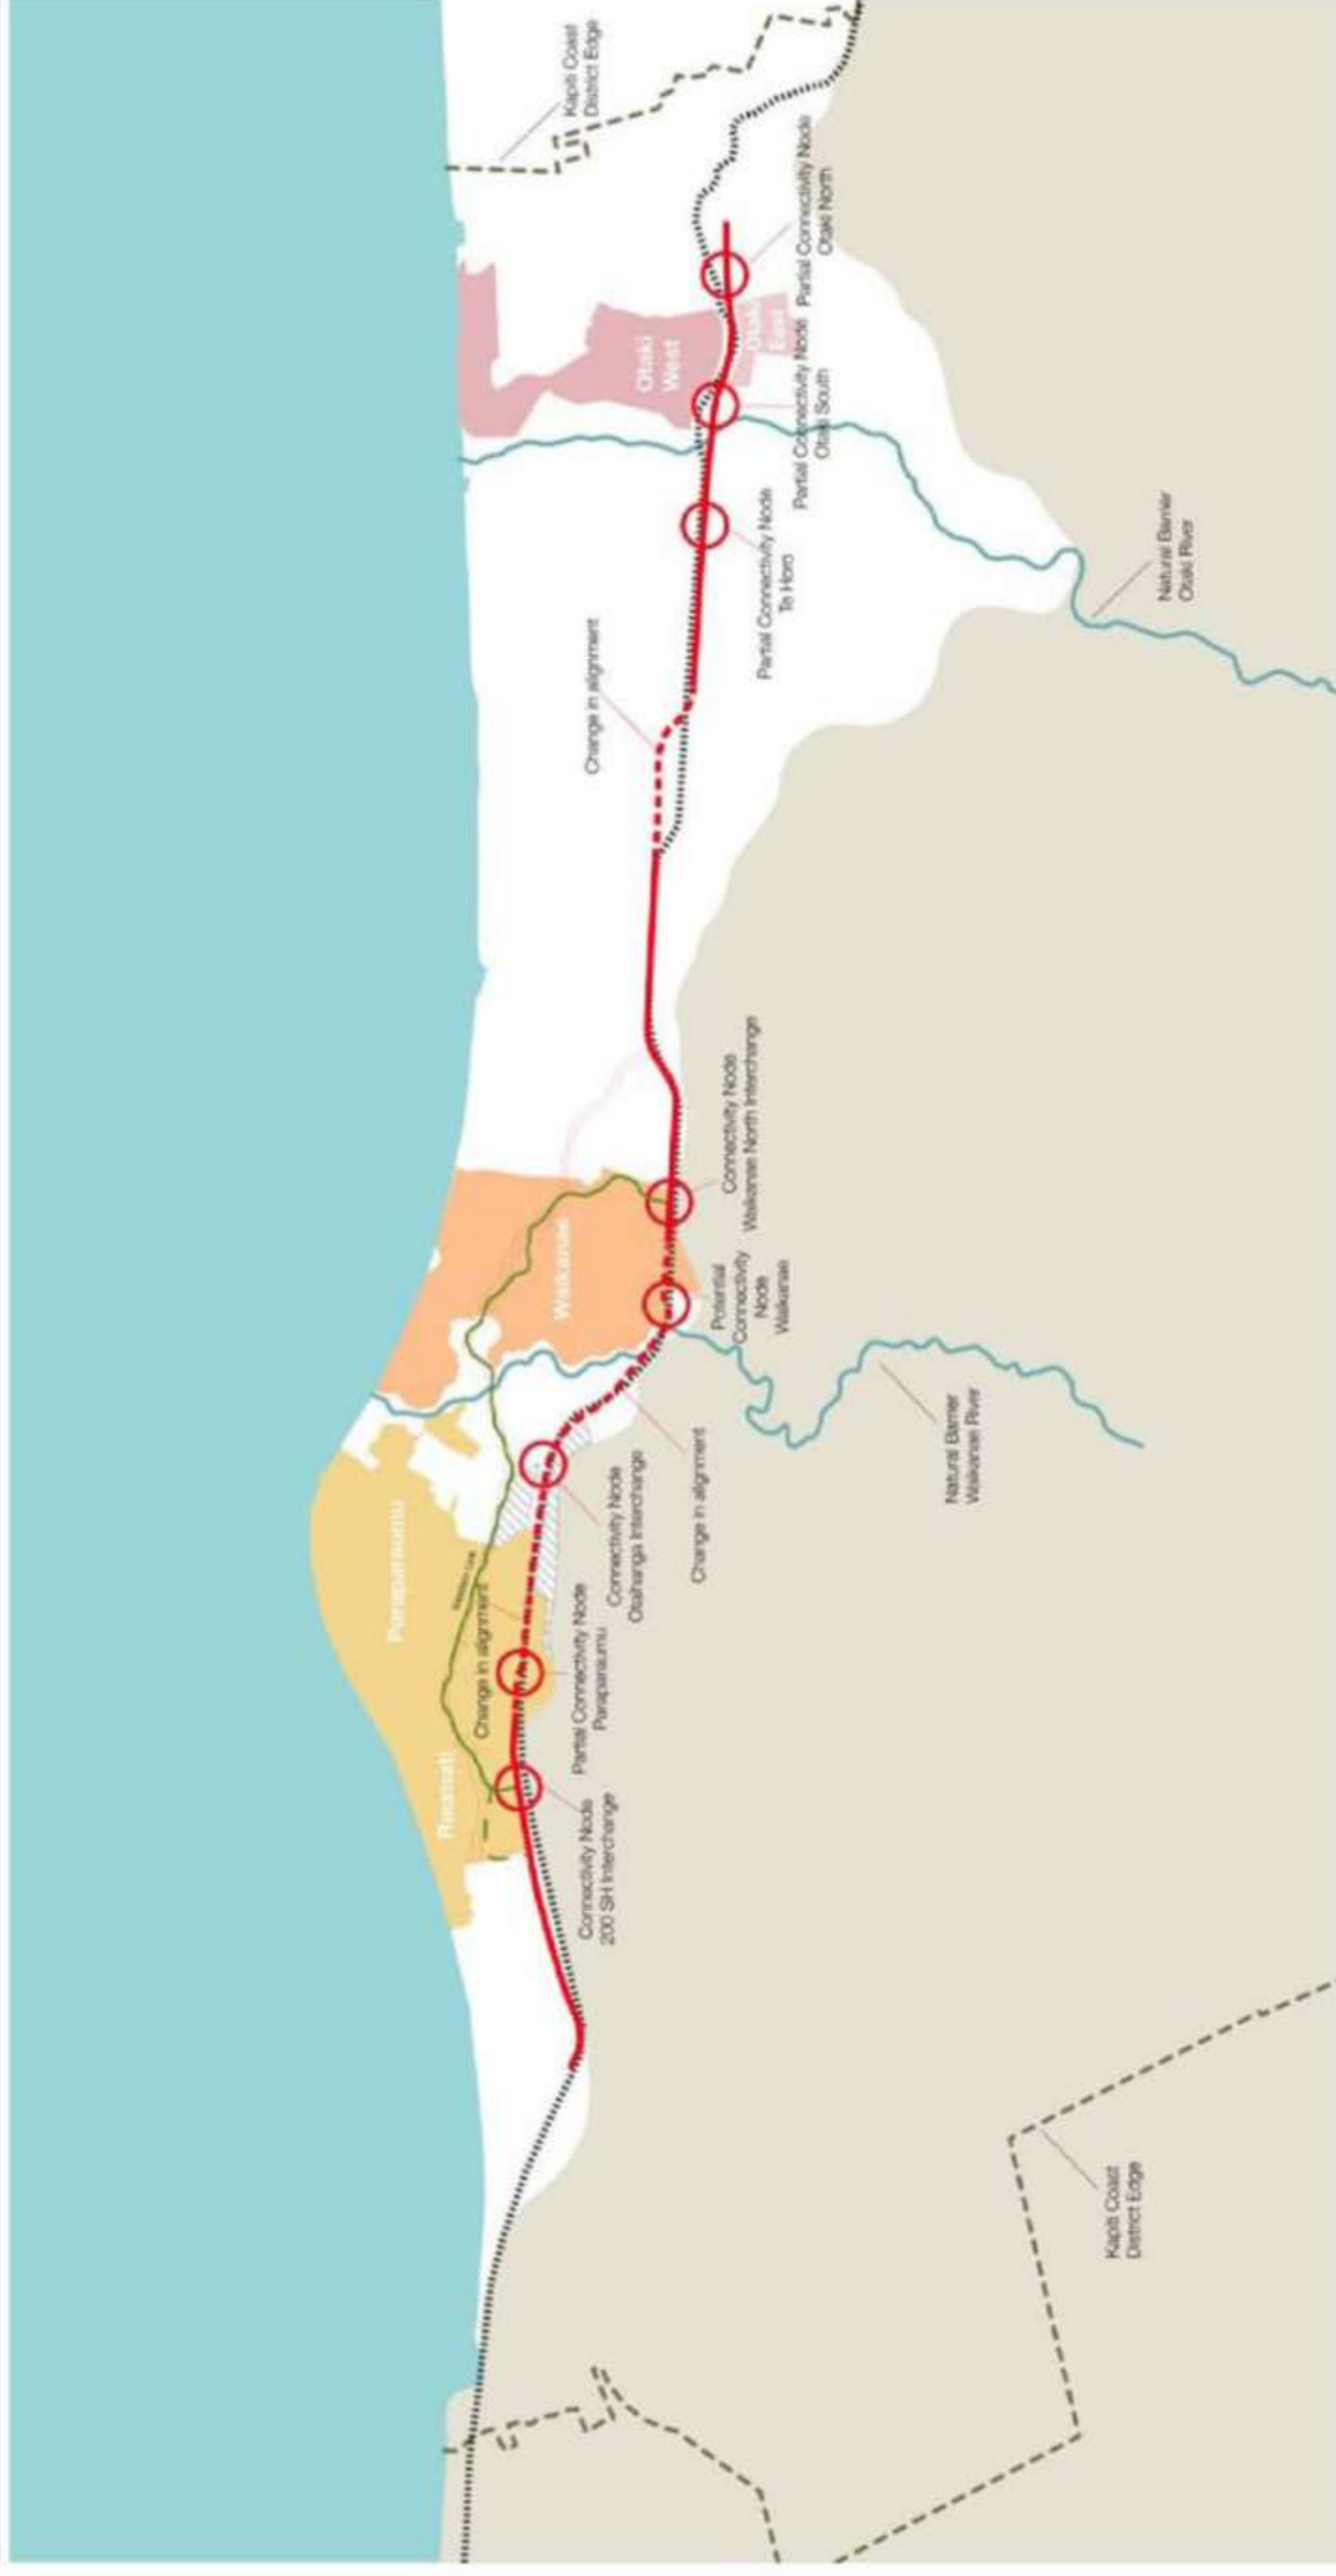 Kapiti Coast
District Edge
Partial Connectivity Node
Otaki North
Otaki
East
Otaki
West
Partial Connectivity Node
Otaki South
Partial Connectivity Node
Te Horo
Natural Barrier
Otaki River
Change in alignment
Connectivity Node
Waikanae North Interchange
Waikanae
Potential
Connectivity
Node
Waikanae
Natural Barrier
Waikanae River
Change in alignment
Connectivity Node
Otaihanga Interchange
Paraparaumu
Change in alignment
Partial Connectivity Node
Paraparaumu
Raumati
Connectivity Node
200 SH Interchange
Kapiti Coast
District Edge